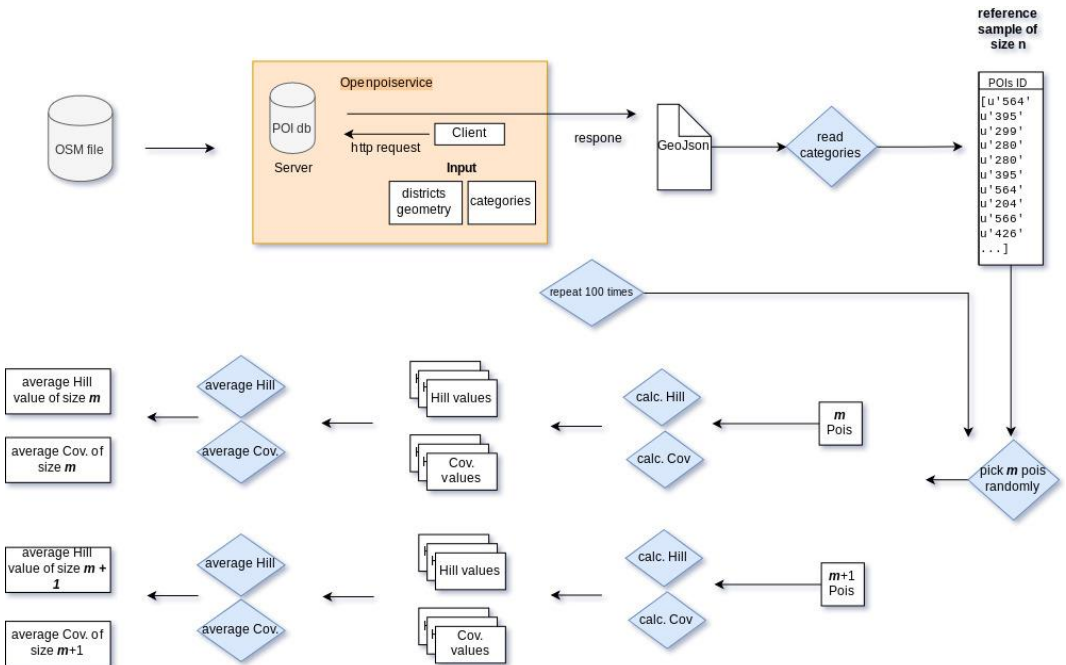 reference
sample of
size n
Openpoiservice
OSM file
POI db
Server
Client
http request
Input
districts
geometry
categories
respone
GeoJson
read
categories
POIs ID
[u'564'
u'395'
u'299'
u'280'
u'280'
u'395'
u'564'
u'204'
u'566'
u'426'
...]
repeat 100 times
average Hill
value of size m
average Cov. of
size m
average Hill
average Cov.
H
H
Hill values
H
H
Cov.
values
calc. Hill
calc. Cov
m
Pois
pick m pois
randomly
average Hill
value of size m +
1
average Cov. of
size m+1
average Hill
average Cov.
H
H
Hill values
H
H
Cov.
values
calc. Hill
calc. Cov
m+1
Pois